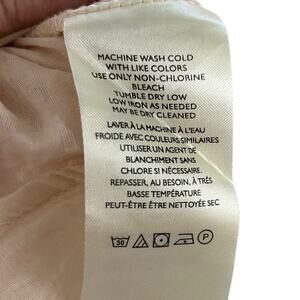 MACHINE WASH COLD
WITH LIKE COLORS
USE ONLY NON-CHLORINE
BLEACH
TUMBLE DRY LOW
LOW IRON AS NEEDED
MAY BE DRY CLEANED
LAVER À LA MACHINE À L'EAU
FROIDE AVEC COULEURS SIMILAIRES
UTILISER UN AGENT DE
BLANCHIMENT SANS
CHLORE SI NÉCESSAIRE.
REPASSER, AU BESOIN, À TRÉS
BASSE TEMPÉRATURE
PEUT-ÊTRE ÊTRE NETTOYÉE SEC
30 P